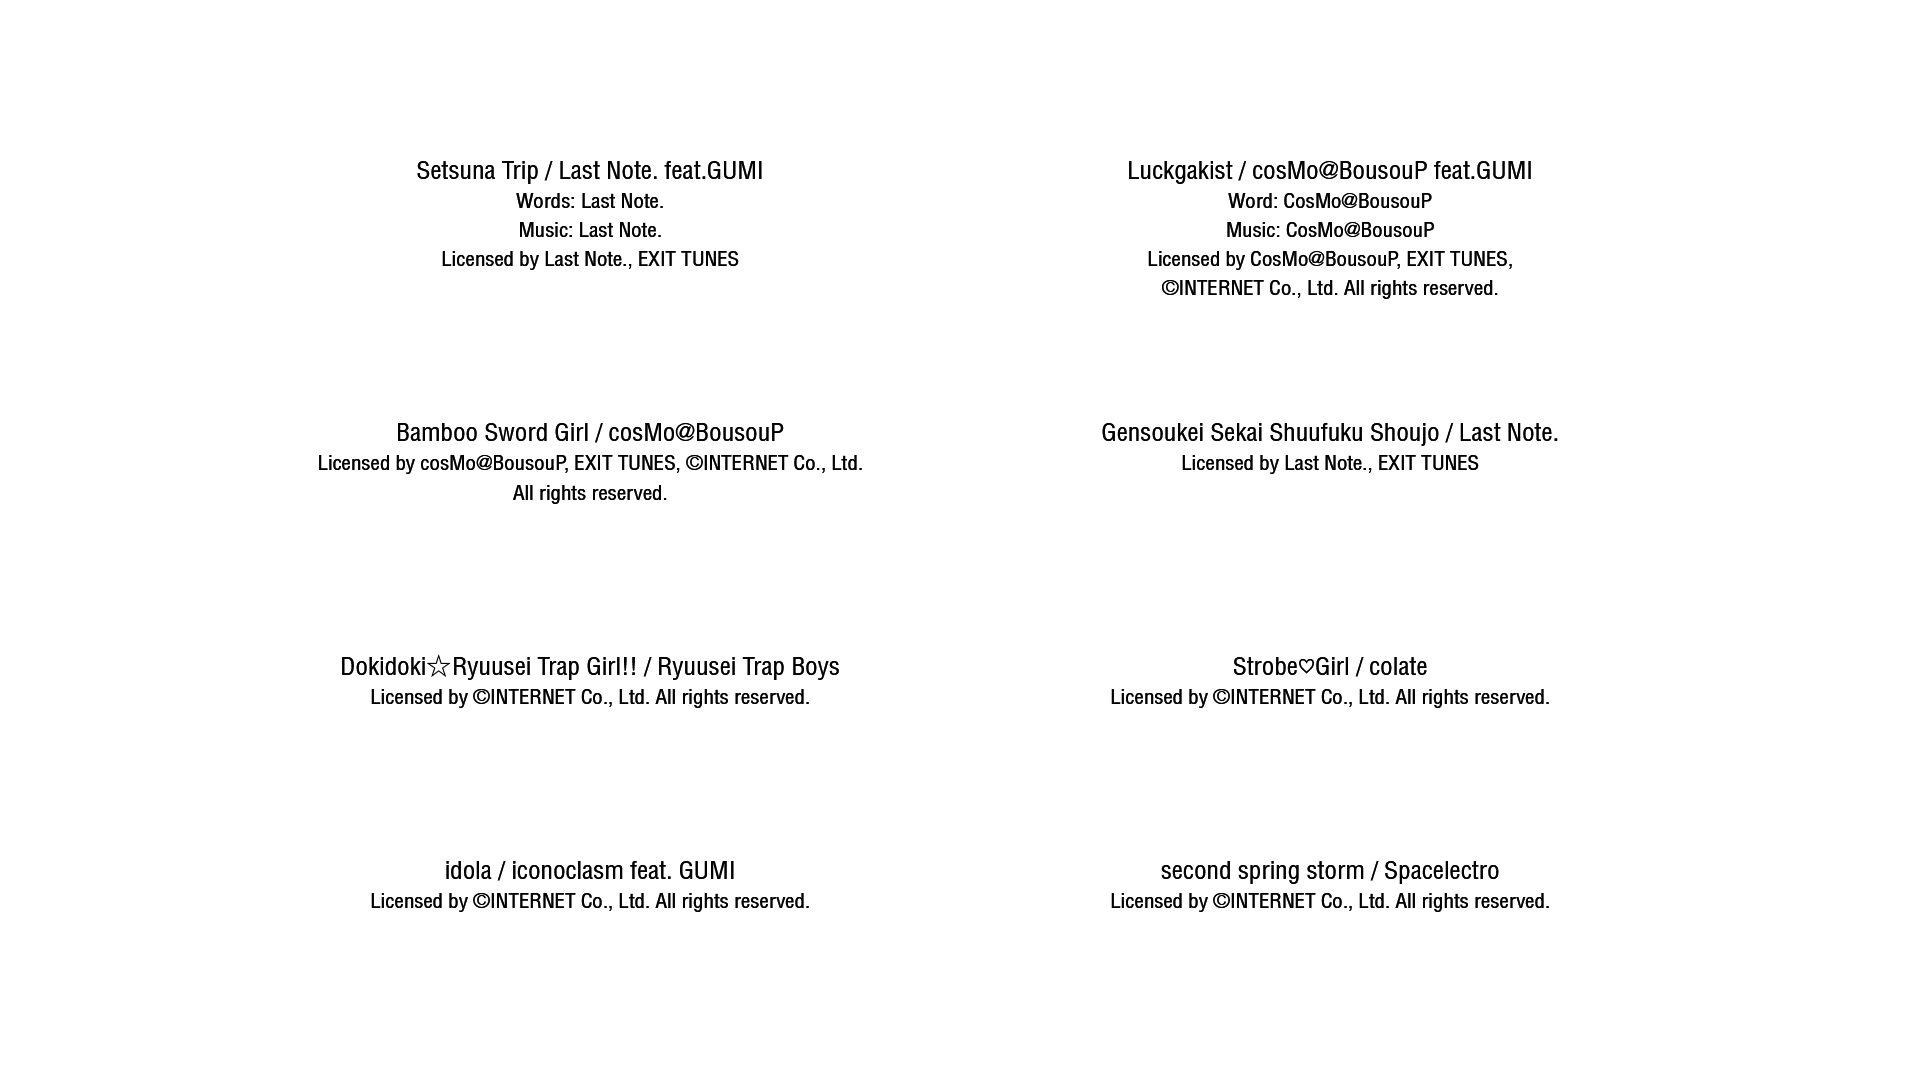 Setsuna Trip / Last Note. feat.GUMI
Words: Last Note.
Music: Last Note.
Licensed by Last Note., EXIT TUNES
Luckgakist / cosMo@BousouP feat.GUMI
Word: CosMo@BousouP
Music: CosMo@BousouP
Licensed by CosMo@BousouP, EXIT TUNES,
©INTERNET Co., Ltd. All rights reserved.
Bamboo Sword Girl / cosMo@BousouP
Licensed by cosMo@BousouP, EXIT TUNES, ©INTERNET Co., Ltd.
All rights reserved.
Gensoukei Sekai Shuufuku Shoujo / Last Note.
Licensed by Last Note., EXIT TUNES
Dokidoki☆Ryuusei Trap Girl!! / Ryuusei Trap Boys
Licensed by ©INTERNET Co., Ltd. All rights reserved.
Strobe♡Girl / colate
Licensed by ©INTERNET Co., Ltd. All rights reserved.
idola / iconoclasm feat. GUMI
Licensed by ©INTERNET Co., Ltd. All rights reserved.
second spring storm / Spacelectro
Licensed by ©INTERNET Co., Ltd. All rights reserved.